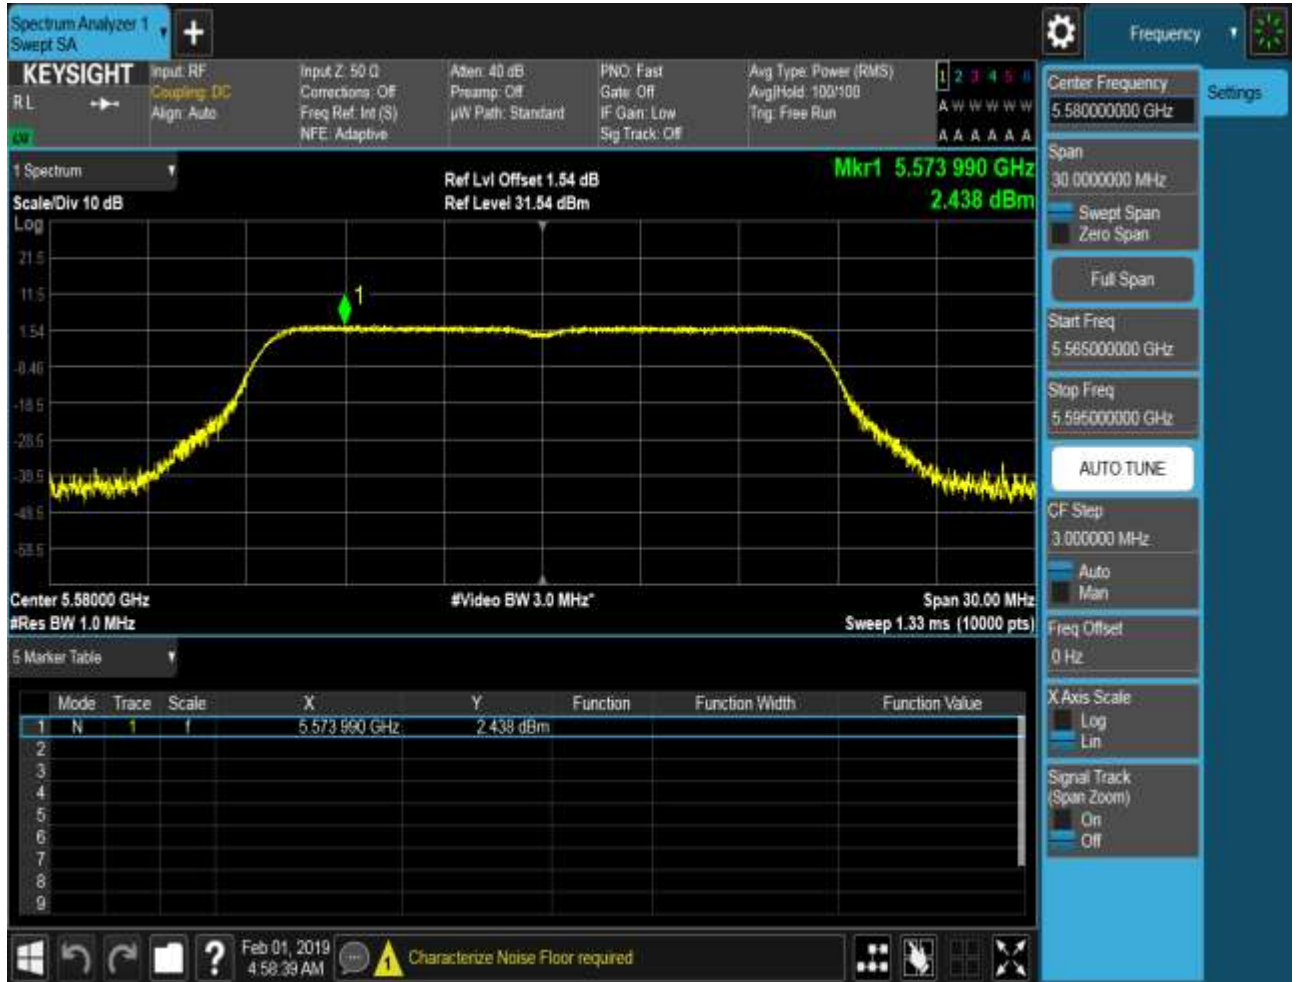 Spectrum Analyzer 1
Swept SA
+
Frequency
KEYSIGHT
R L
Input: RF
Coupling: DC
Align: Auto
Input Z: 50 Ω
Corrections: Off
Freq Ref: Int (S)
NFE: Adaptive
Atten: 40 dB
Preamp: Off
µW Path: Standard
PNO: Fast
Gate: Off
IF Gain: Low
Sig Track: Off
Avg Type: Power (RMS)
Avg|Hold: 100/100
Trig: Free Run
1 2 3 4 5 6
A W W W W W
A A A A A A
1 Spectrum
Scale/Div 10 dB
Log
Ref Lvl Offset 1.54 dB
Ref Level 31.54 dBm
Mkr1 5.573 990 GHz
2.438 dBm
21.5
11.5
1.54
-8.46
-18.5
-28.5
-38.5
-48.5
-58.5
1
Center 5.58000 GHz
#Res BW 1.0 MHz
#Video BW 3.0 MHz*
Span 30.00 MHz
Sweep 1.33 ms (10000 pts)
5 Marker Table
Mode Trace Scale X Y Function Function Width Function Value
1 N 1 f 5.573 990 GHz 2.438 dBm
2
3
4
5
6
7
8
9
Center Frequency
5.580000000 GHz
Settings
Span
30.0000000 MHz
Swept Span
Zero Span
Full Span
Start Freq
5.565000000 GHz
Stop Freq
5.595000000 GHz
AUTO TUNE
CF Step
3.000000 MHz
Auto
Man
Freq Offset
0 Hz
X Axis Scale
Log
Lin
Signal Track
(Span Zoom)
On
Off
?
Feb 01, 2019
4:58:39 AM
1
Characterize Noise Floor required